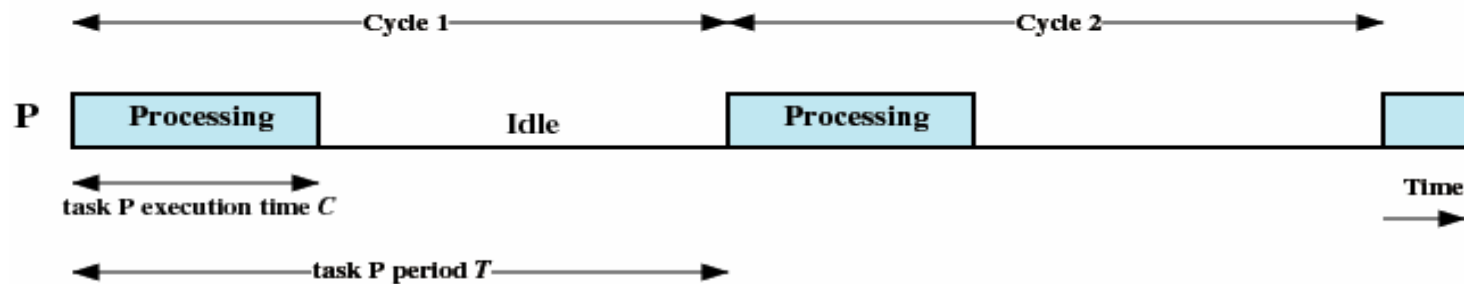 Cycle 1
Cycle 2
P
Processing
Idle
Processing
task P execution time C
Time
task P period T